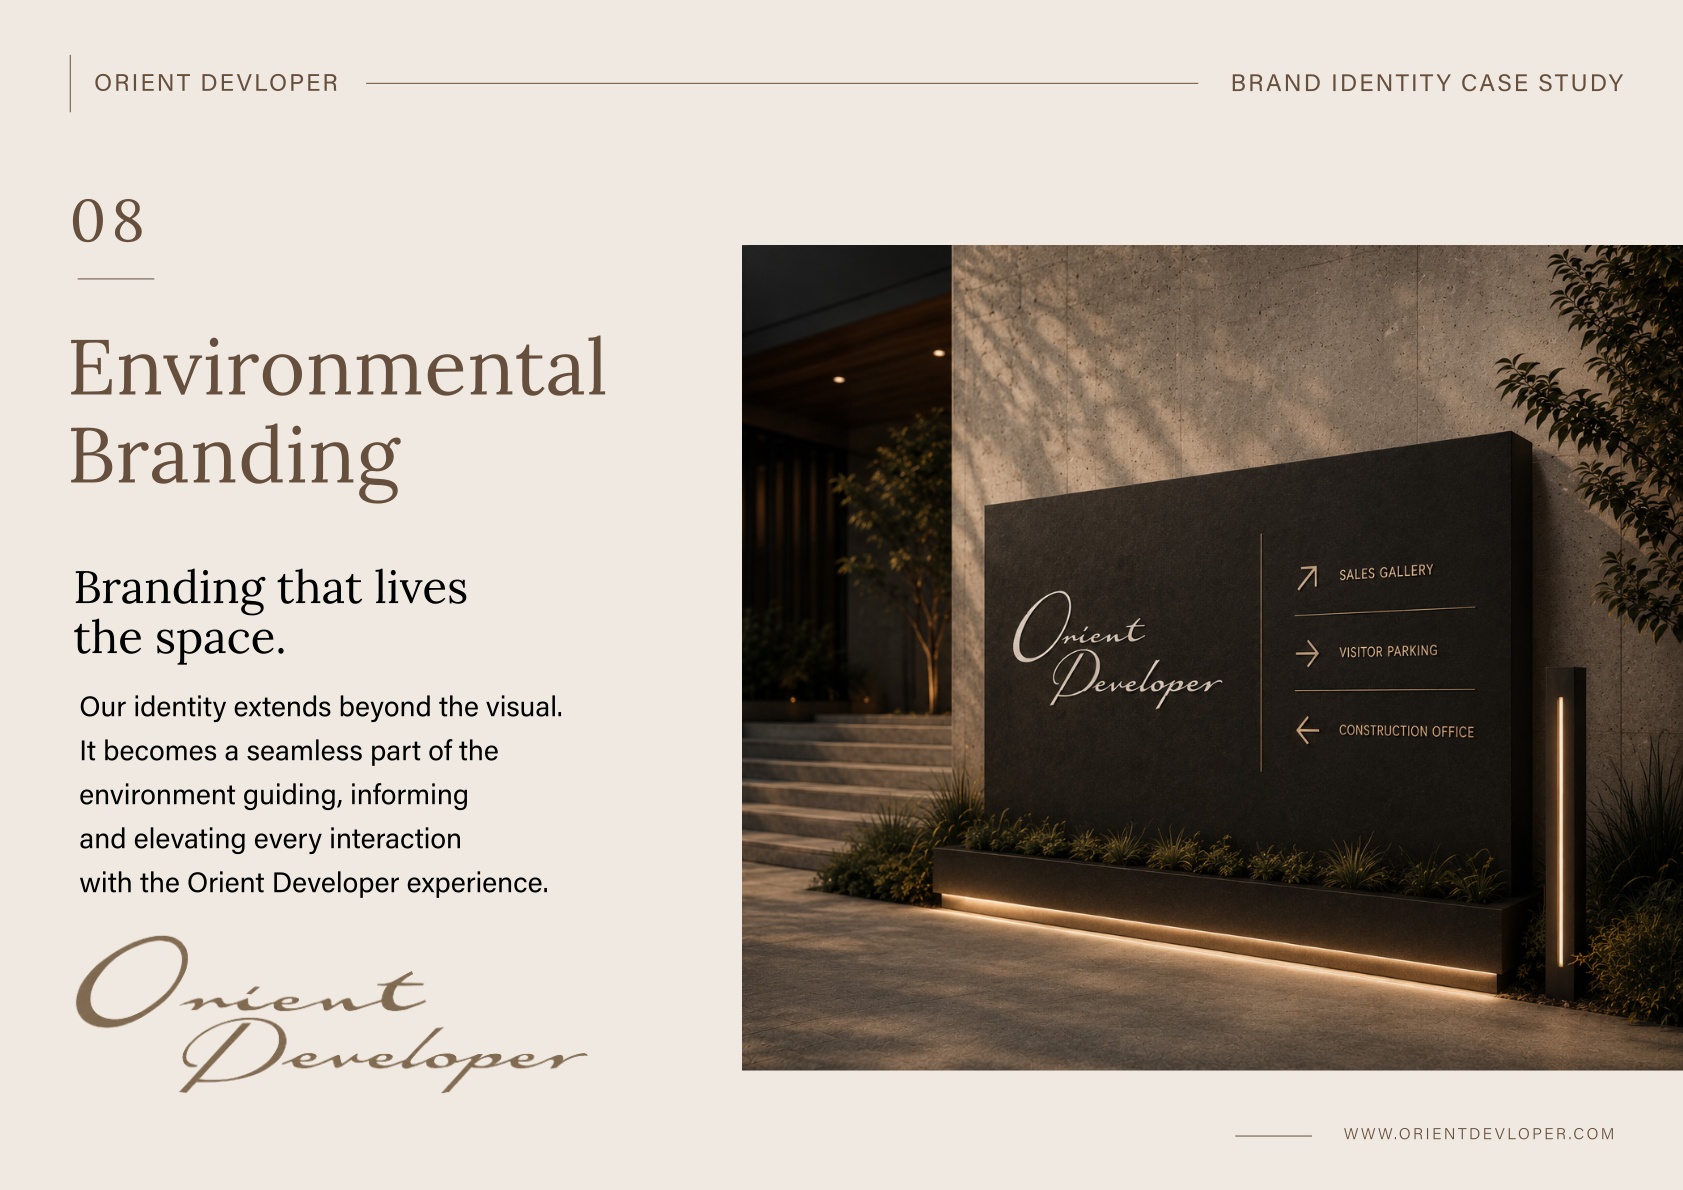 ORIENT DEVLOPER
BRAND IDENTITY CASE STUDY
08
Environmental
Branding
Branding that lives
the space.
Our identity extends beyond the visual.
It becomes a seamless part of the
environment guiding, informing
and elevating every interaction
with the Orient Developer experience.
Orient
Developer
Orient
Developer
SALES GALLERY
VISITOR PARKING
CONSTRUCTION OFFICE
WWW.ORIENTDEVLOPER.COM